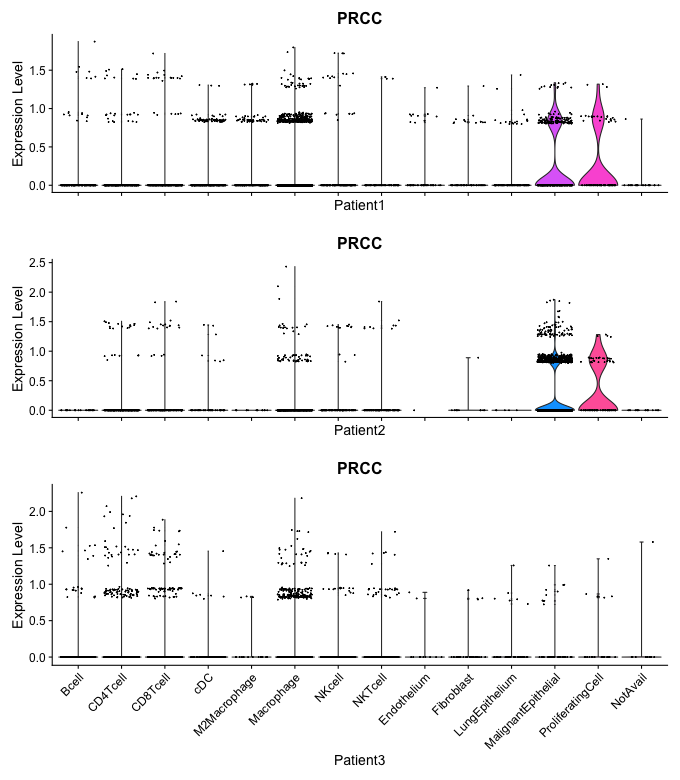 PRCC
Expression Level
1.5
1.0
0.5
0.0
Patient1
PRCC
Expression Level
2.5
2.0
1.5
1.0
0.5
0.0
Patient2
PRCC
Expression Level
2.0
1.5
1.0
0.5
0.0
Bcell
CD4Tcell
CD8Tcell
cDC
M2Macrophage
Macrophage
NKcell
NKTcell
Endothelium
Fibroblast
LungEpithelium
MalignantEpithelial
ProliferatingCell
NotAvail
Patient3